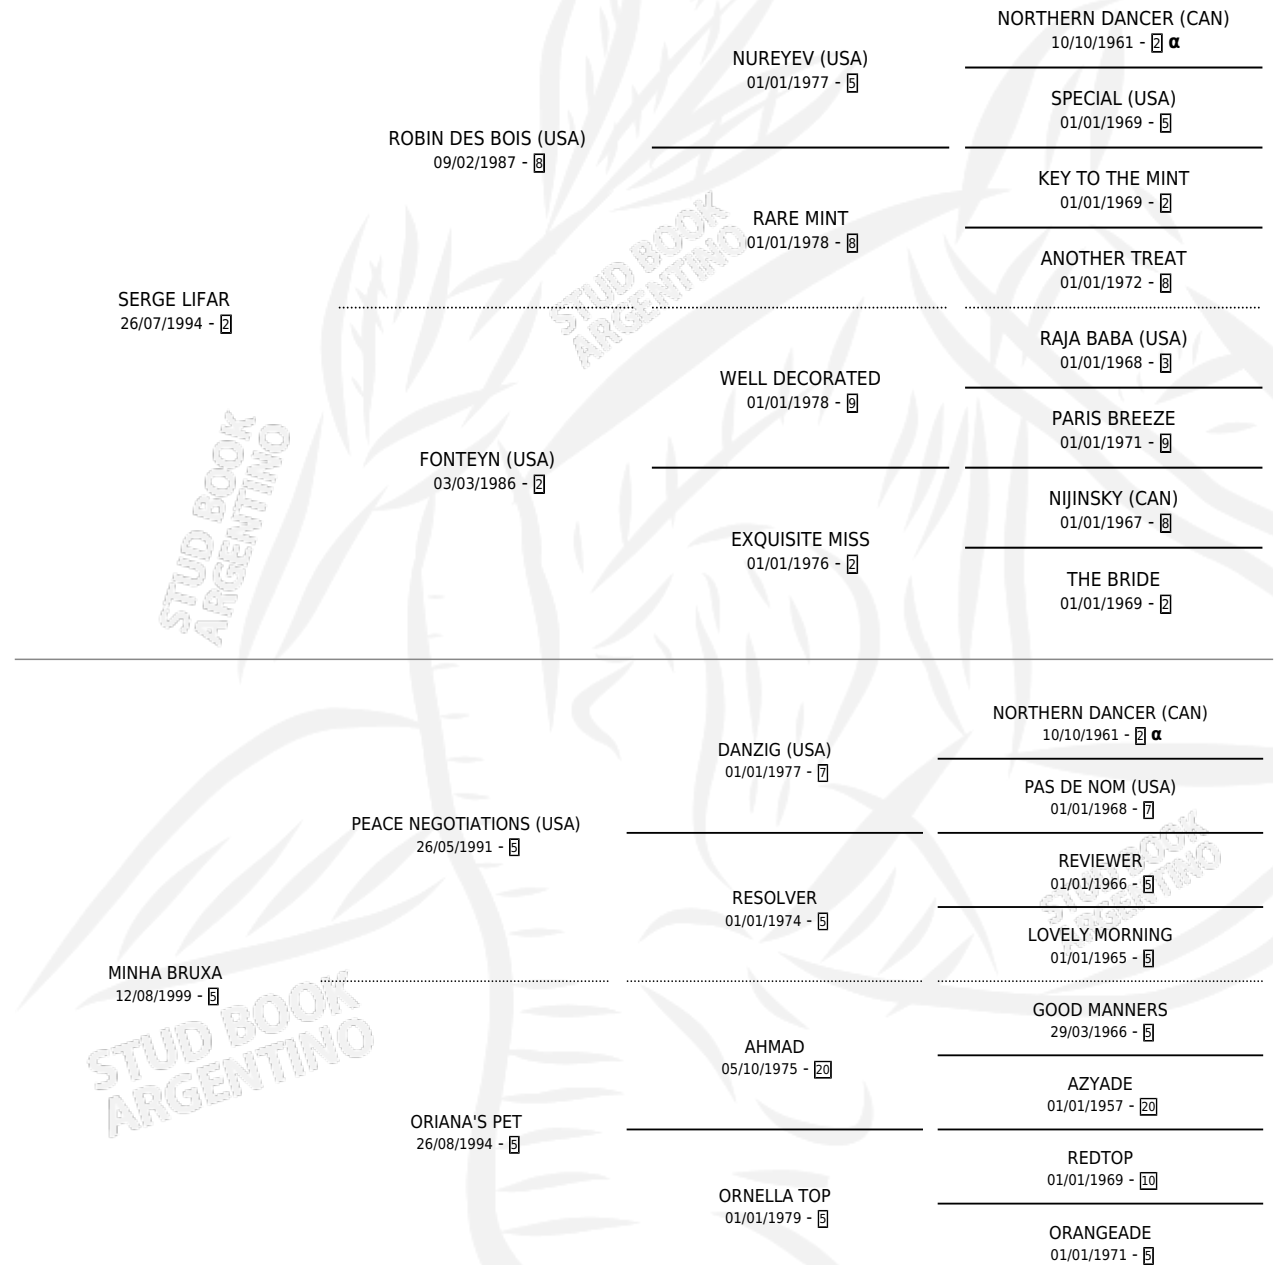 NORTHERN DANCER (CAN)
10/10/1961 - 2 α
NUREYEV (USA)
01/01/1977 - 5
SPECIAL (USA)
01/01/1969 - 5
ROBIN DES BOIS (USA)
09/02/1987 - 8
KEY TO THE MINT
01/01/1969 - 2
RARE MINT
01/01/1978 - 8
ANOTHER TREAT
01/01/1972 - 8
SERGE LIFAR
26/07/1994 - 2
RAJA BABA (USA)
01/01/1968 - 3
WELL DECORATED
01/01/1978 - 9
PARIS BREEZE
01/01/1971 - 9
FONTEYN (USA)
03/03/1986 - 2
NIJINSKY (CAN)
01/01/1967 - 8
EXQUISITE MISS
01/01/1976 - 2
THE BRIDE
01/01/1969 - 2
NORTHERN DANCER (CAN)
10/10/1961 - 2 α
DANZIG (USA)
01/01/1977 - 7
PAS DE NOM (USA)
01/01/1968 - 7
PEACE NEGOTIATIONS (USA)
26/05/1991 - 5
REVIEWER
01/01/1966 - 5
RESOLVER
01/01/1974 - 5
LOVELY MORNING
01/01/1965 - 5
MINHA BRUXA
12/08/1999 - 5
GOOD MANNERS
29/03/1966 - 5
AHMAD
05/10/1975 - 20
AZYADE
01/01/1957 - 20
ORIANA'S PET
26/08/1994 - 5
REDTOP
01/01/1969 - 10
ORNELLA TOP
01/01/1979 - 5
ORANGEADE
01/01/1971 - 5
STUD BOOK
ARGENTINO
STUD BOOK
ARGENTINO
STUD BOOK
ARGENTINO
STUD BOOK
ARGENTINO